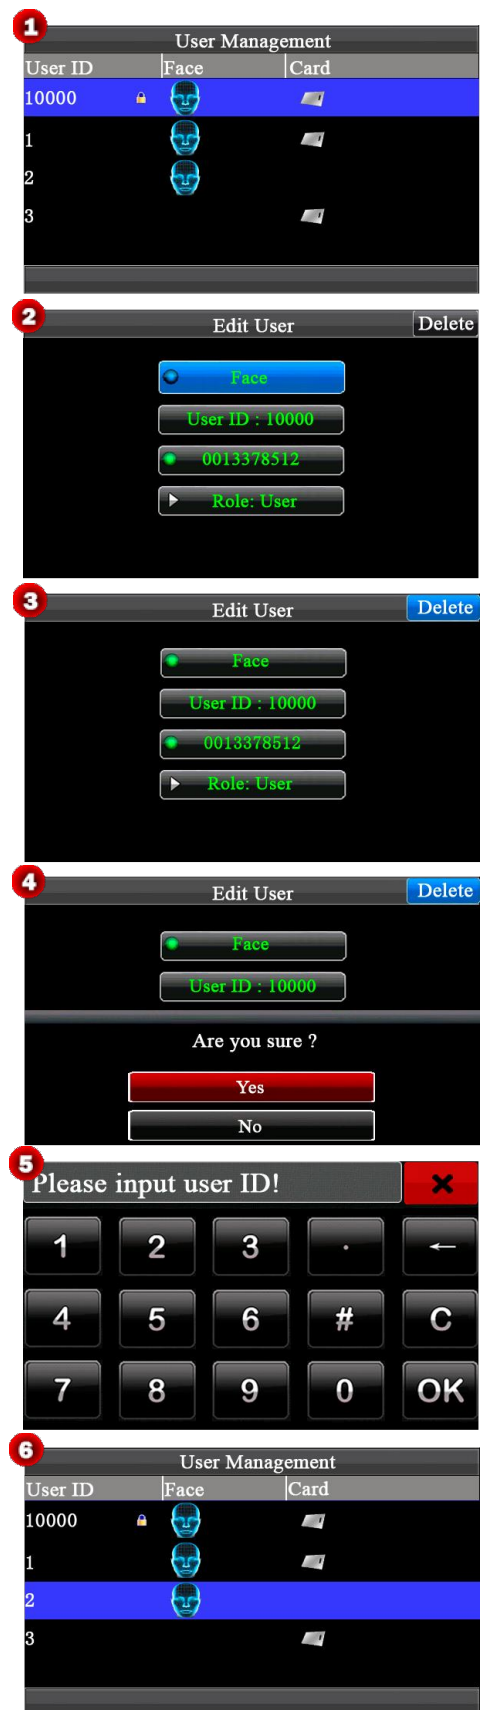 1
User Management
User ID Face Card
10000
1
2
3
2
Edit User Delete
Face
User ID : 10000
0013378512
Role: User
3
Edit User Delete
Face
User ID : 10000
0013378512
Role: User
4
Edit User Delete
Face
User ID : 10000
Are you sure ?
Yes
No
5
Please input user ID! ×
1 2 3 . ←
4 5 6 # C
7 8 9 0 OK
6
User Management
User ID Face Card
10000
1
2
3